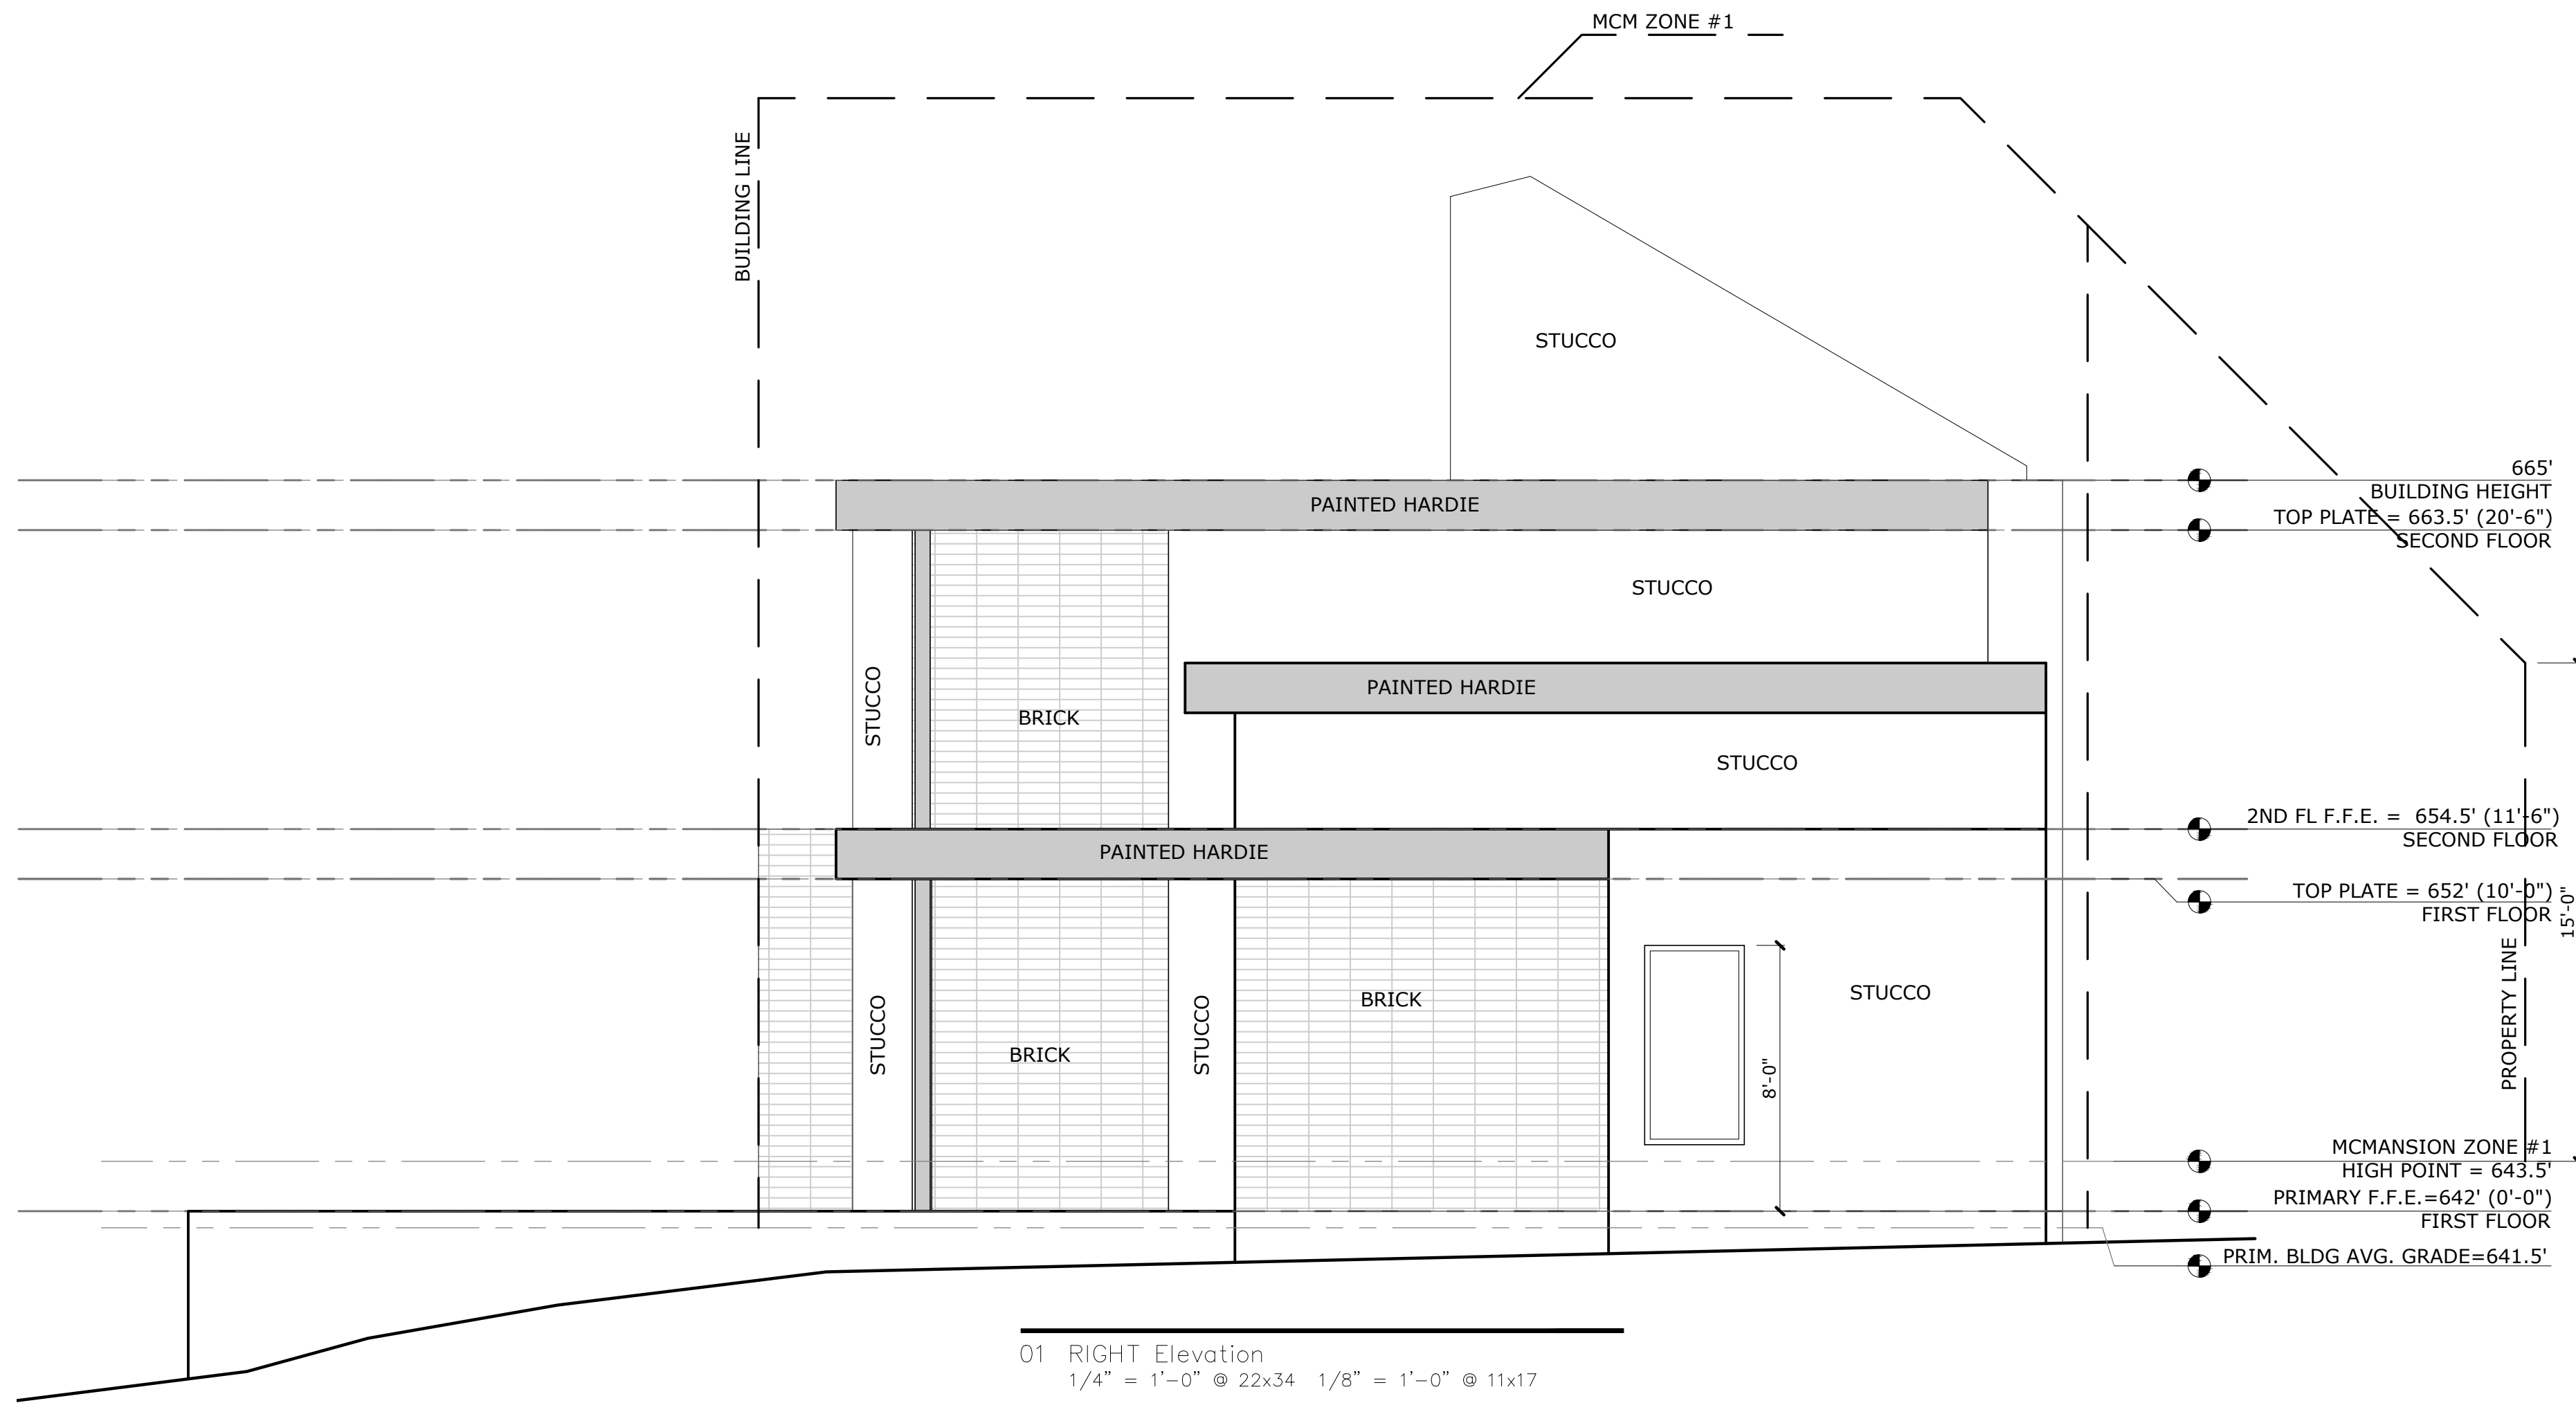 MCM ZONE #1
BUILDING LINE
STUCCO
665'
BUILDING HEIGHT
PAINTED HARDIE
TOP PLATE = 663.5' (20'-6")
SECOND FLOOR
STUCCO
STUCCO
BRICK
PAINTED HARDIE
STUCCO
2ND FL F.F.E. =  654.5' (11'-6")
SECOND FLOOR
PAINTED HARDIE
TOP PLATE = 652' (10'-0")
FIRST FLOOR
15'-0"
STUCCO
BRICK
STUCCO
BRICK
8'-0"
STUCCO
PROPERTY LINE
MCMANSION ZONE #1
HIGH POINT = 643.5'
PRIMARY F.F.E.=642' (0'-0")
FIRST FLOOR
PRIM. BLDG AVG. GRADE=641.5'
01 RIGHT Elevation
1/4" = 1'-0" @ 22x34 1/8" = 1'-0" @ 11x17